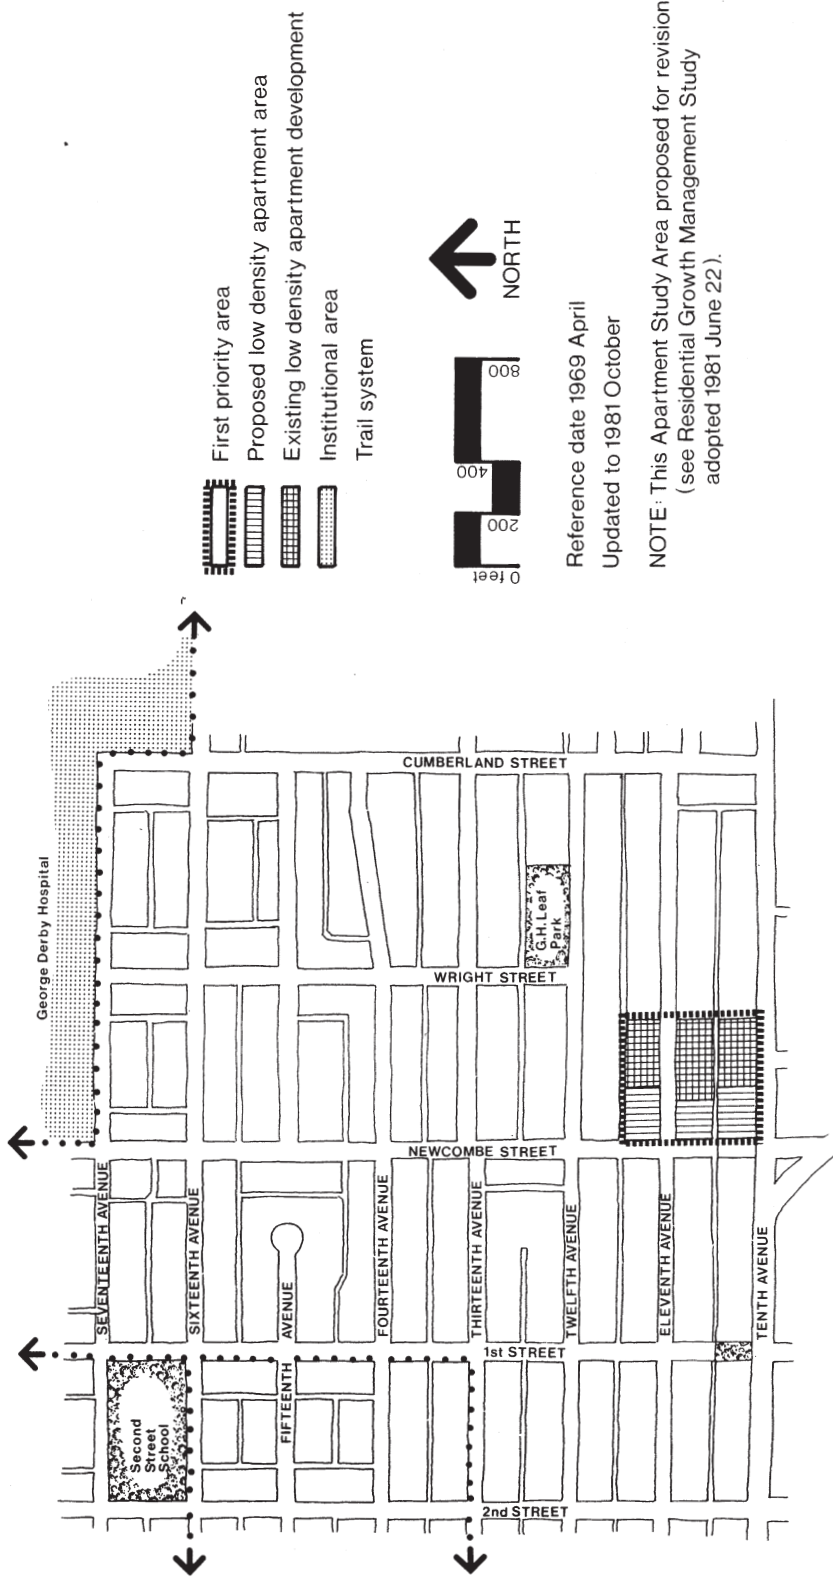 First priority area
Proposed low density apartment area
Existing low density apartment development
Institutional area
Trail system
0 feet
200
400
800
NORTH
Reference date 1969 April
Updated to 1981 October
NOTE: This Apartment Study Area proposed for revision
(see Residential Growth Management Study
adopted 1981 June 22).
George Derby Hospital
CUMBERLAND STREET
G.H. Leaf
Park
WRIGHT STREET
NEWCOMBE STREET
SEVENTEENTH AVENUE
SIXTEENTH AVENUE
FIFTEENTH AVENUE
FOURTEENTH AVENUE
THIRTEENTH AVENUE
TWELFTH AVENUE
ELEVENTH AVENUE
TENTH AVENUE
1st STREET
Second
Street
School
2nd STREET